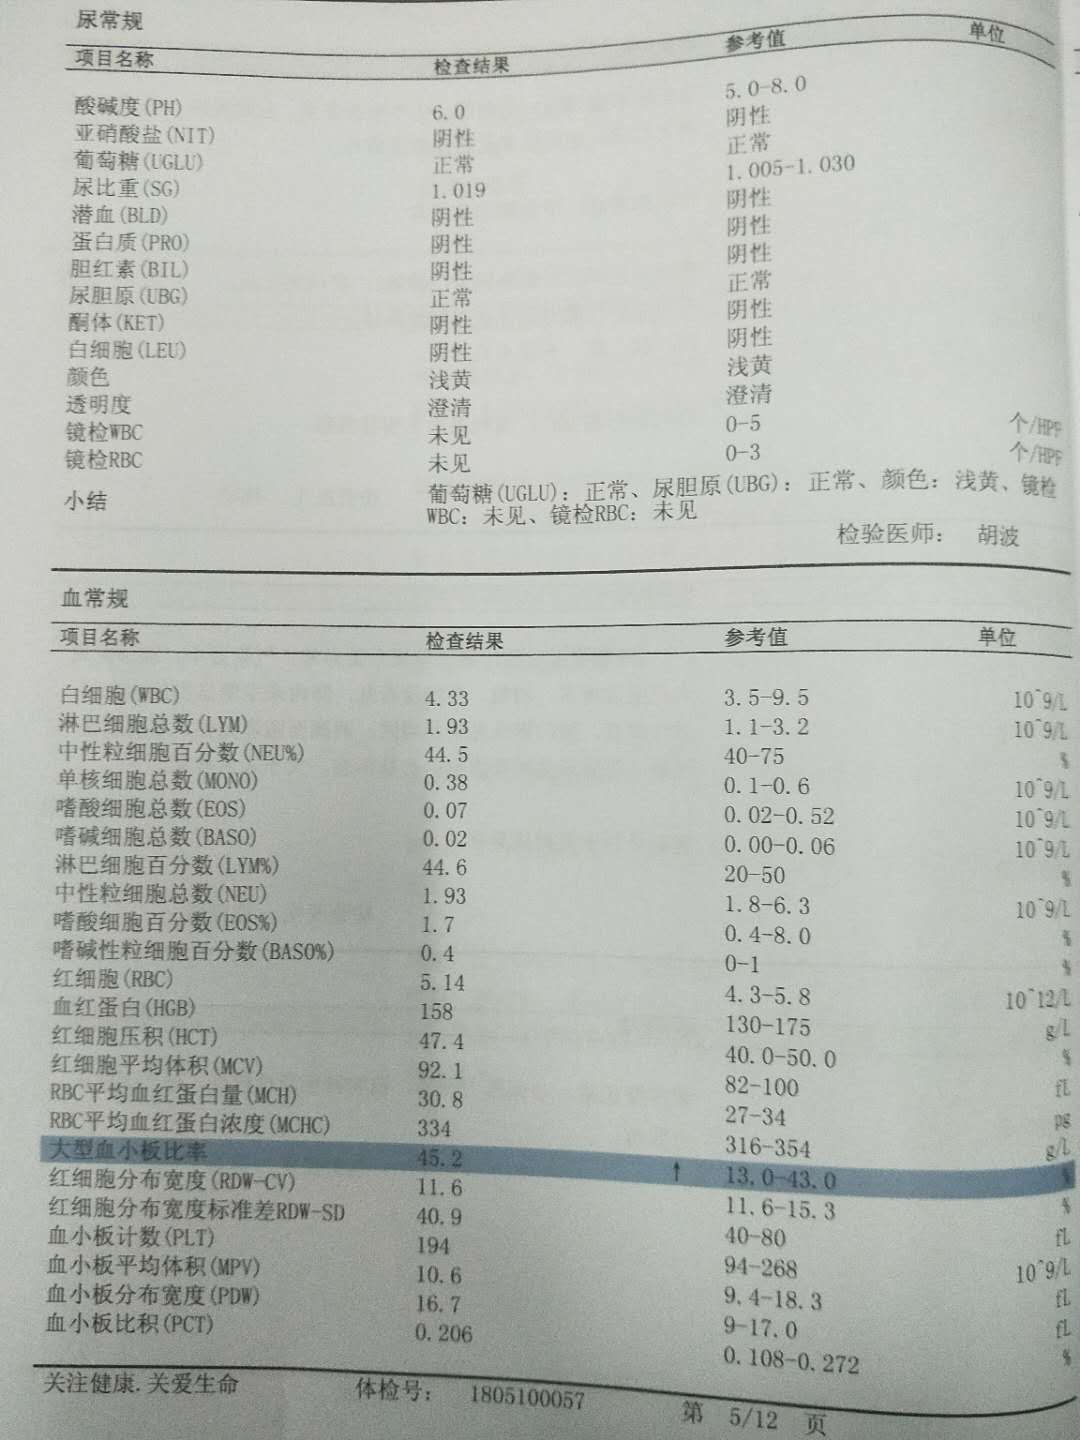 尿常规
项目名称 检查结果 参考值 单位
酸碱度(PH) 6.0 5.0-8.0
亚硝酸盐(NIT) 阴性 阴性
葡萄糖(UGLU) 正常 正常
尿比重(SG) 1.019 1.005-1.030
潜血(BLD) 阴性 阴性
蛋白质(PRO) 阴性 阴性
胆红素(BIL) 阴性 阴性
尿胆原(UBG) 正常 正常
酮体(KET) 阴性 阴性
白细胞(LEU) 阴性 阴性
颜色 浅黄 浅黄
透明度 澄清 澄清
镜检WBC 未见 0-5 个/HPF
镜检RBC 未见 0-3 个/HPF
小结 葡萄糖(UGLU): 正常、尿胆原(UBG): 正常、颜色: 浅黄、镜检
WBC: 未见、镜检RBC: 未见
检验医师: 胡波
血常规
项目名称 检查结果 参考值 单位
白细胞(WBC) 4.33 3.5-9.5 10^9/L
淋巴细胞总数(LYM) 1.93 1.1-3.2 10^9/L
中性粒细胞百分数(NEU%) 44.5 40-75 %
单核细胞总数(MONO) 0.38 0.1-0.6 10^9/L
嗜酸细胞总数(EOS) 0.07 0.02-0.52 10^9/L
嗜碱细胞总数(BASO) 0.02 0.00-0.06 10^9/L
淋巴细胞百分数(LYM%) 44.6 20-50 %
中性粒细胞总数(NEU) 1.93 1.8-6.3 10^9/L
嗜酸细胞百分数(EOS%) 1.7 0.4-8.0 %
嗜碱性粒细胞百分数(BASO%) 0.4 0-1 %
红细胞(RBC) 5.14 4.3-5.8 10^12/L
血红蛋白(HGB) 158 130-175 g/L
红细胞压积(HCT) 47.4 40.0-50.0 %
红细胞平均体积(MCV) 92.1 82-100 fL
RBC平均血红蛋白量(MCH) 30.8 27-34 pg
RBC平均血红蛋白浓度(MCHC) 334 316-354 g/L
大型血小板比率 45.2 ↑ 13.0-43.0 %
红细胞分布宽度(RDW-CV) 11.6 11.6-15.3 %
红细胞分布宽度标准差RDW-SD 40.9 40-80 fL
血小板计数(PLT) 194 94-268 10^9/L
血小板平均体积(MPV) 10.6 9.4-18.3 fL
血小板分布宽度(PDW) 16.7 9-17.0 fL
血小板比积(PCT) 0.206 0.108-0.272 %
关注健康.关爱生命 体检号: 1805100057 第 5/12 页